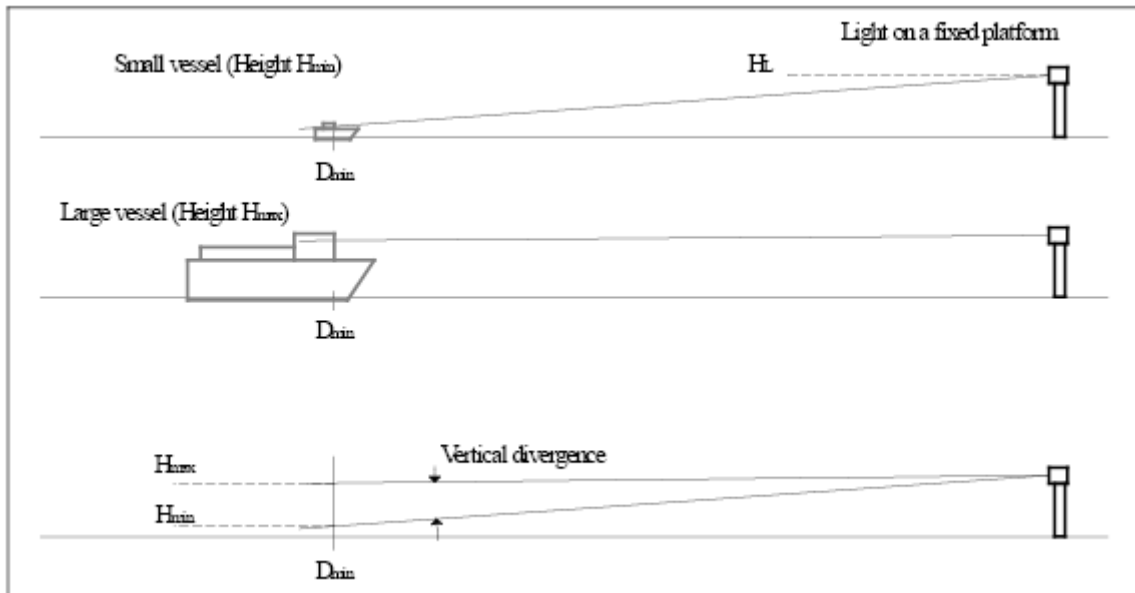 Light on a fixed platform
Small vessel (Height Hmin)
HL
Dmin
Large vessel (Height Hmax)
Dmin
Vertical divergence
Hmax
Hmin
Dmin